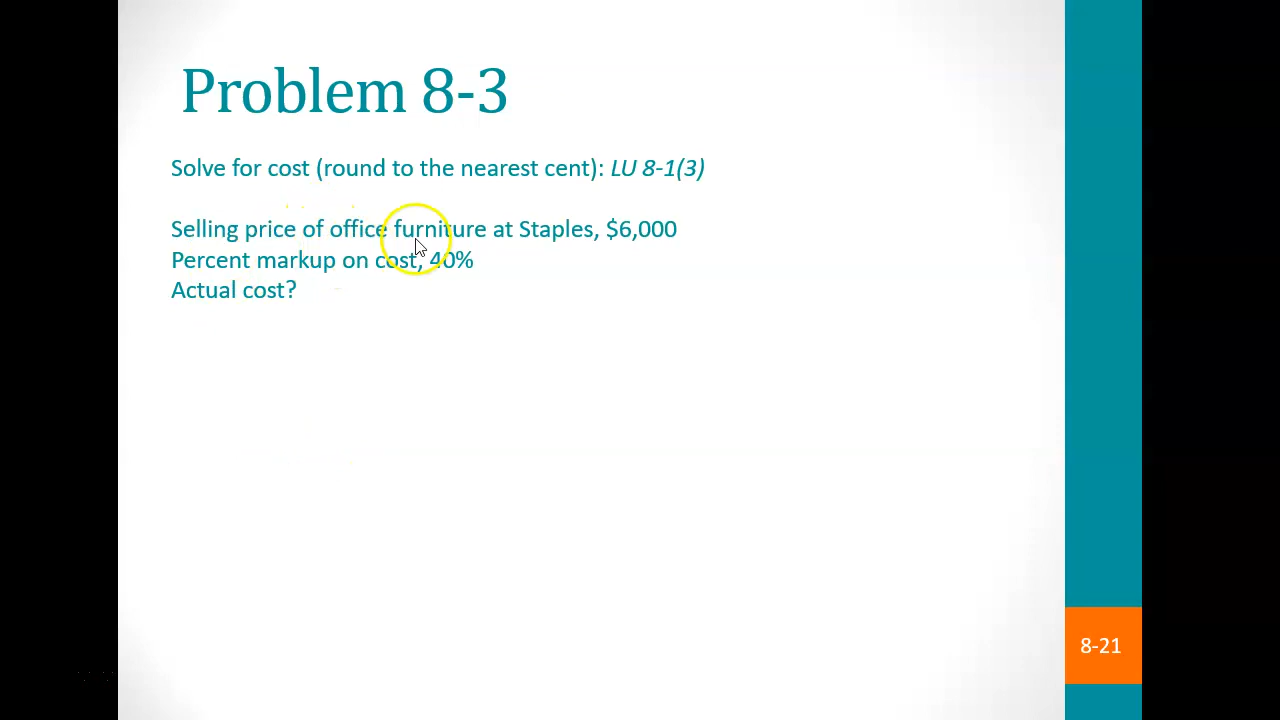 Problem 8-3
Solve for cost (round to the nearest cent): LU 8-1(3)
Selling price of office furniture at Staples, $6,000
Percent markup on cost, 40%
Actual cost?
8-21